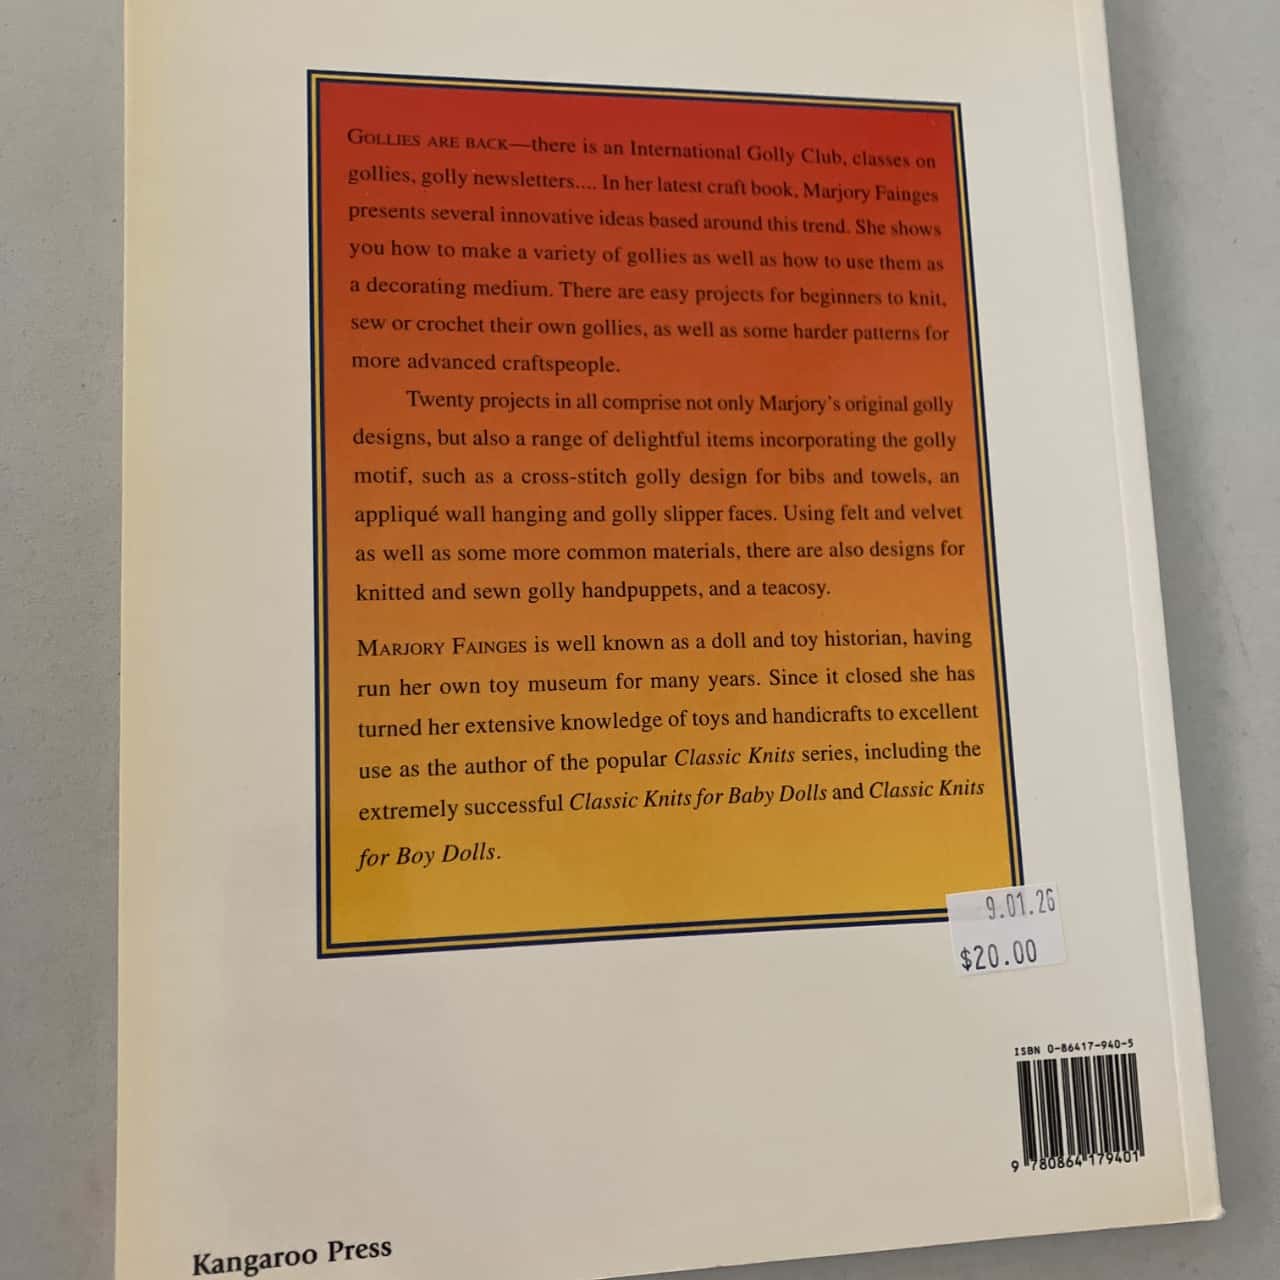 GOLLIES ARE BACK—there is an International Golly Club, classes on
gollies, golly newsletters.... In her latest craft book, Marjory Fainges
presents several innovative ideas based around this trend. She shows
you how to make a variety of gollies as well as how to use them as
a decorating medium. There are easy projects for beginners to knit,
sew or crochet their own gollies, as well as some harder patterns for
more advanced craftspeople.
Twenty projects in all comprise not only Marjory's original golly
designs, but also a range of delightful items incorporating the golly
motif, such as a cross-stitch golly design for bibs and towels, an
appliqué wall hanging and golly slipper faces. Using felt and velvet
as well as some more common materials, there are also designs for
knitted and sewn golly handpuppets, and a teacosy.
MARJORY FAINGES is well known as a doll and toy historian, having
run her own toy museum for many years. Since it closed she has
turned her extensive knowledge of toys and handicrafts to excellent
use as the author of the popular Classic Knits series, including the
extremely successful Classic Knits for Baby Dolls and Classic Knits
for Boy Dolls.
9.01.26
$20.00
ISBN 0-86417-940-5
9 780864 179401
Kangaroo Press